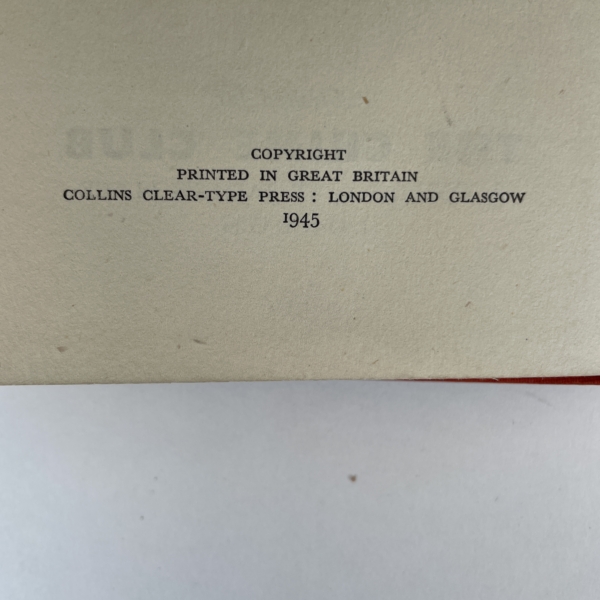 COPYRIGHT
PRINTED IN GREAT BRITAIN
COLLINS CLEAR-TYPE PRESS : LONDON AND GLASGOW
1945